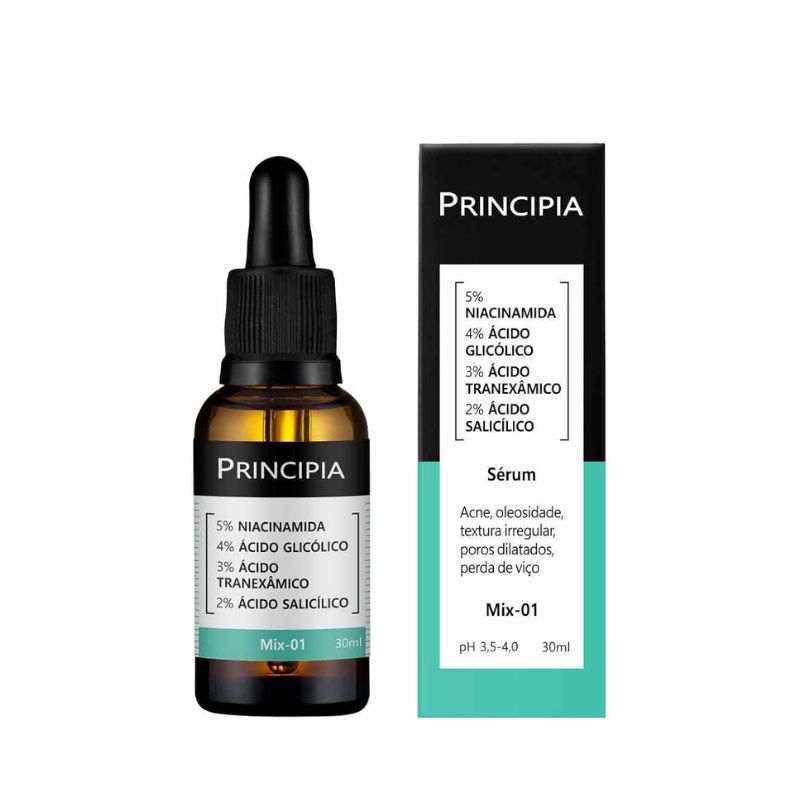 PRINCIPIA
5% NIACINAMIDA
4% ÁCIDO GLICÓLICO
3% ÁCIDO
TRANEXÂMICO
2% ÁCIDO SALICÍLICO
Mix-01 30ml
PRINCIPIA
5%
NIACINAMIDA
4% ÁCIDO
GLICÓLICO
3% ÁCIDO
TRANEXÂMICO
2% ÁCIDO
SALICÍLICO
Sérum
Acne, oleosidade,
textura irregular,
poros dilatados,
perda de viço
Mix-01
pH 3,5-4,0 30ml